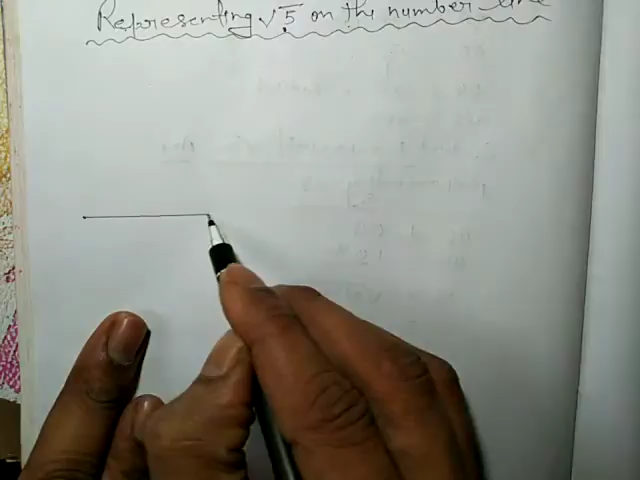 Representing √5 on the number line